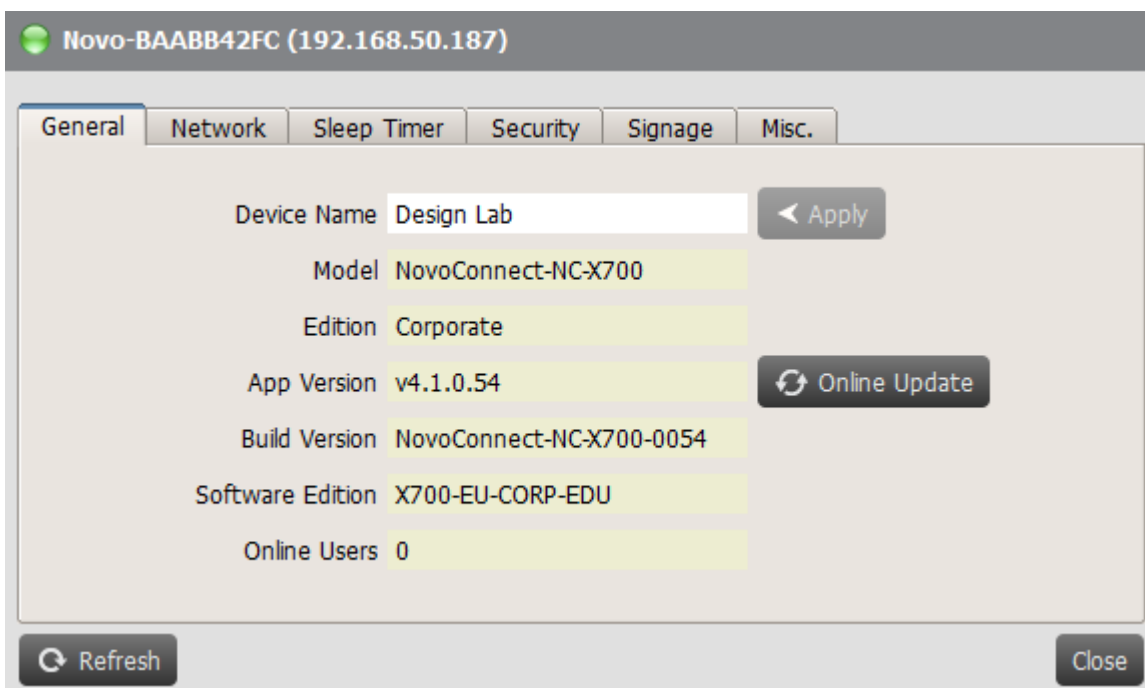 Novo-BAABB42FC (192.168.50.187)
General Network Sleep Timer Security Signage Misc.
Device Name Design Lab Apply
Model NovoConnect-NC-X700
Edition Corporate
App Version v4.1.0.54 Online Update
Build Version NovoConnect-NC-X700-0054
Software Edition X700-EU-CORP-EDU
Online Users 0
Refresh Close